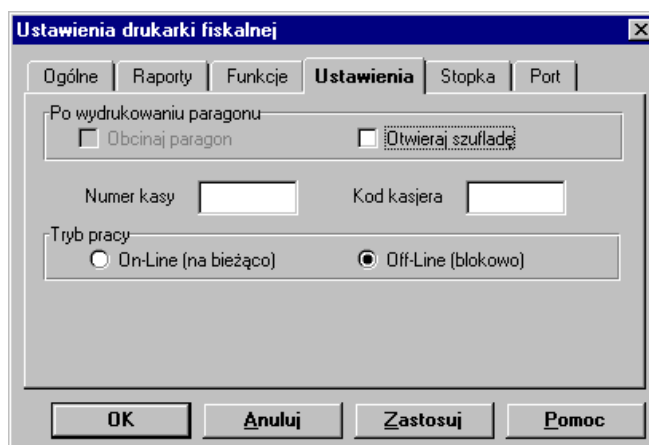 Ustawienia drukarki fiskalnej
Ogólne Raporty Funkcje Ustawienia Stopka Port
Po wydrukowaniu paragonu
Obcinaj paragon Otwieraj szufladę
Numer kasy Kod kasjera
Tryb pracy
On-Line (na bieżąco) Off-Line (blokowo)
OK Anuluj Zastosuj Pomoc